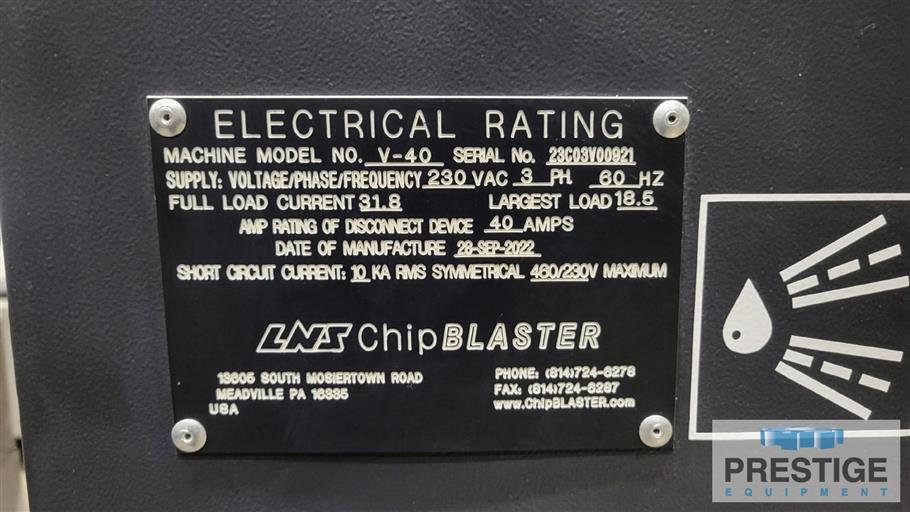 ELECTRICAL RATING
MACHINE MODEL NO. V-40 SERIAL No. 23C03V00921
SUPPLY: VOLTAGE/PHASE/FREQUENCY 230 VAC 3 PH 60 HZ
FULL LOAD CURRENT 31.8 LARGEST LOAD 18.5
AMP RATING OF DISCONNECT DEVICE 40 AMPS
DATE OF MANUFACTURE 28-SEP-2022
SHORT CIRCUIT CURRENT: 10 KA RMS SYMMETRICAL 460/230V MAXIMUM
LNS ChipBLASTER
13605 SOUTH MOSIERTOWN ROAD
MEADVILLE PA 16335
USA
PHONE: (814)724-6278
FAX: (814)724-6287
www.ChipBLASTER.com
PRESTIGE
EQUIPMENT